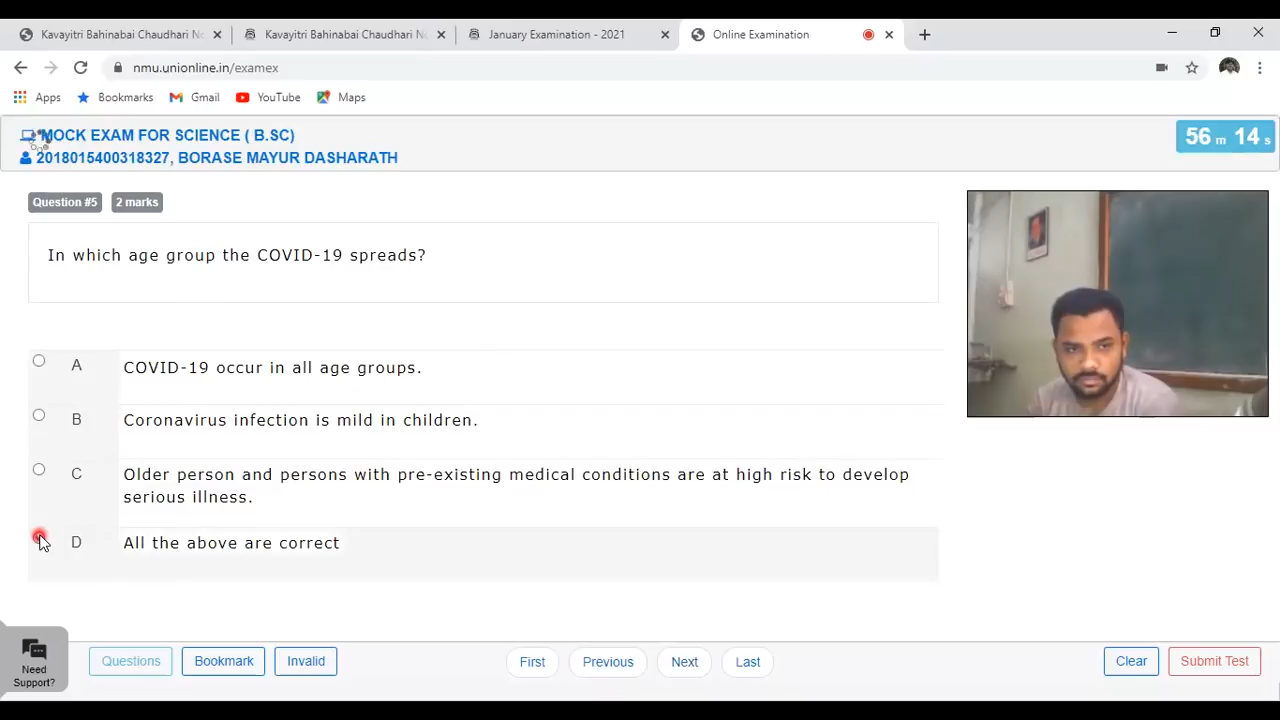 Kavayitri Bahinabai Chaudhari No
Kavayitri Bahinabai Chaudhari N
January Examination - 2021
Online Examination
nmu.unionline.in/examex
Apps
Bookmarks
Gmail
YouTube
Maps
MOCK EXAM FOR SCIENCE ( B.SC)
2018015400318327, BORASE MAYUR DASHARATH
56 m 14 s
Question #5
2 marks
In which age group the COVID-19 spreads?
A
COVID-19 occur in all age groups.
B
Coronavirus infection is mild in children.
C
Older person and persons with pre-existing medical conditions are at high risk to develop
serious illness.
D
All the above are correct
Need
Support?
Questions
Bookmark
Invalid
First
Previous
Next
Last
Clear
Submit Test